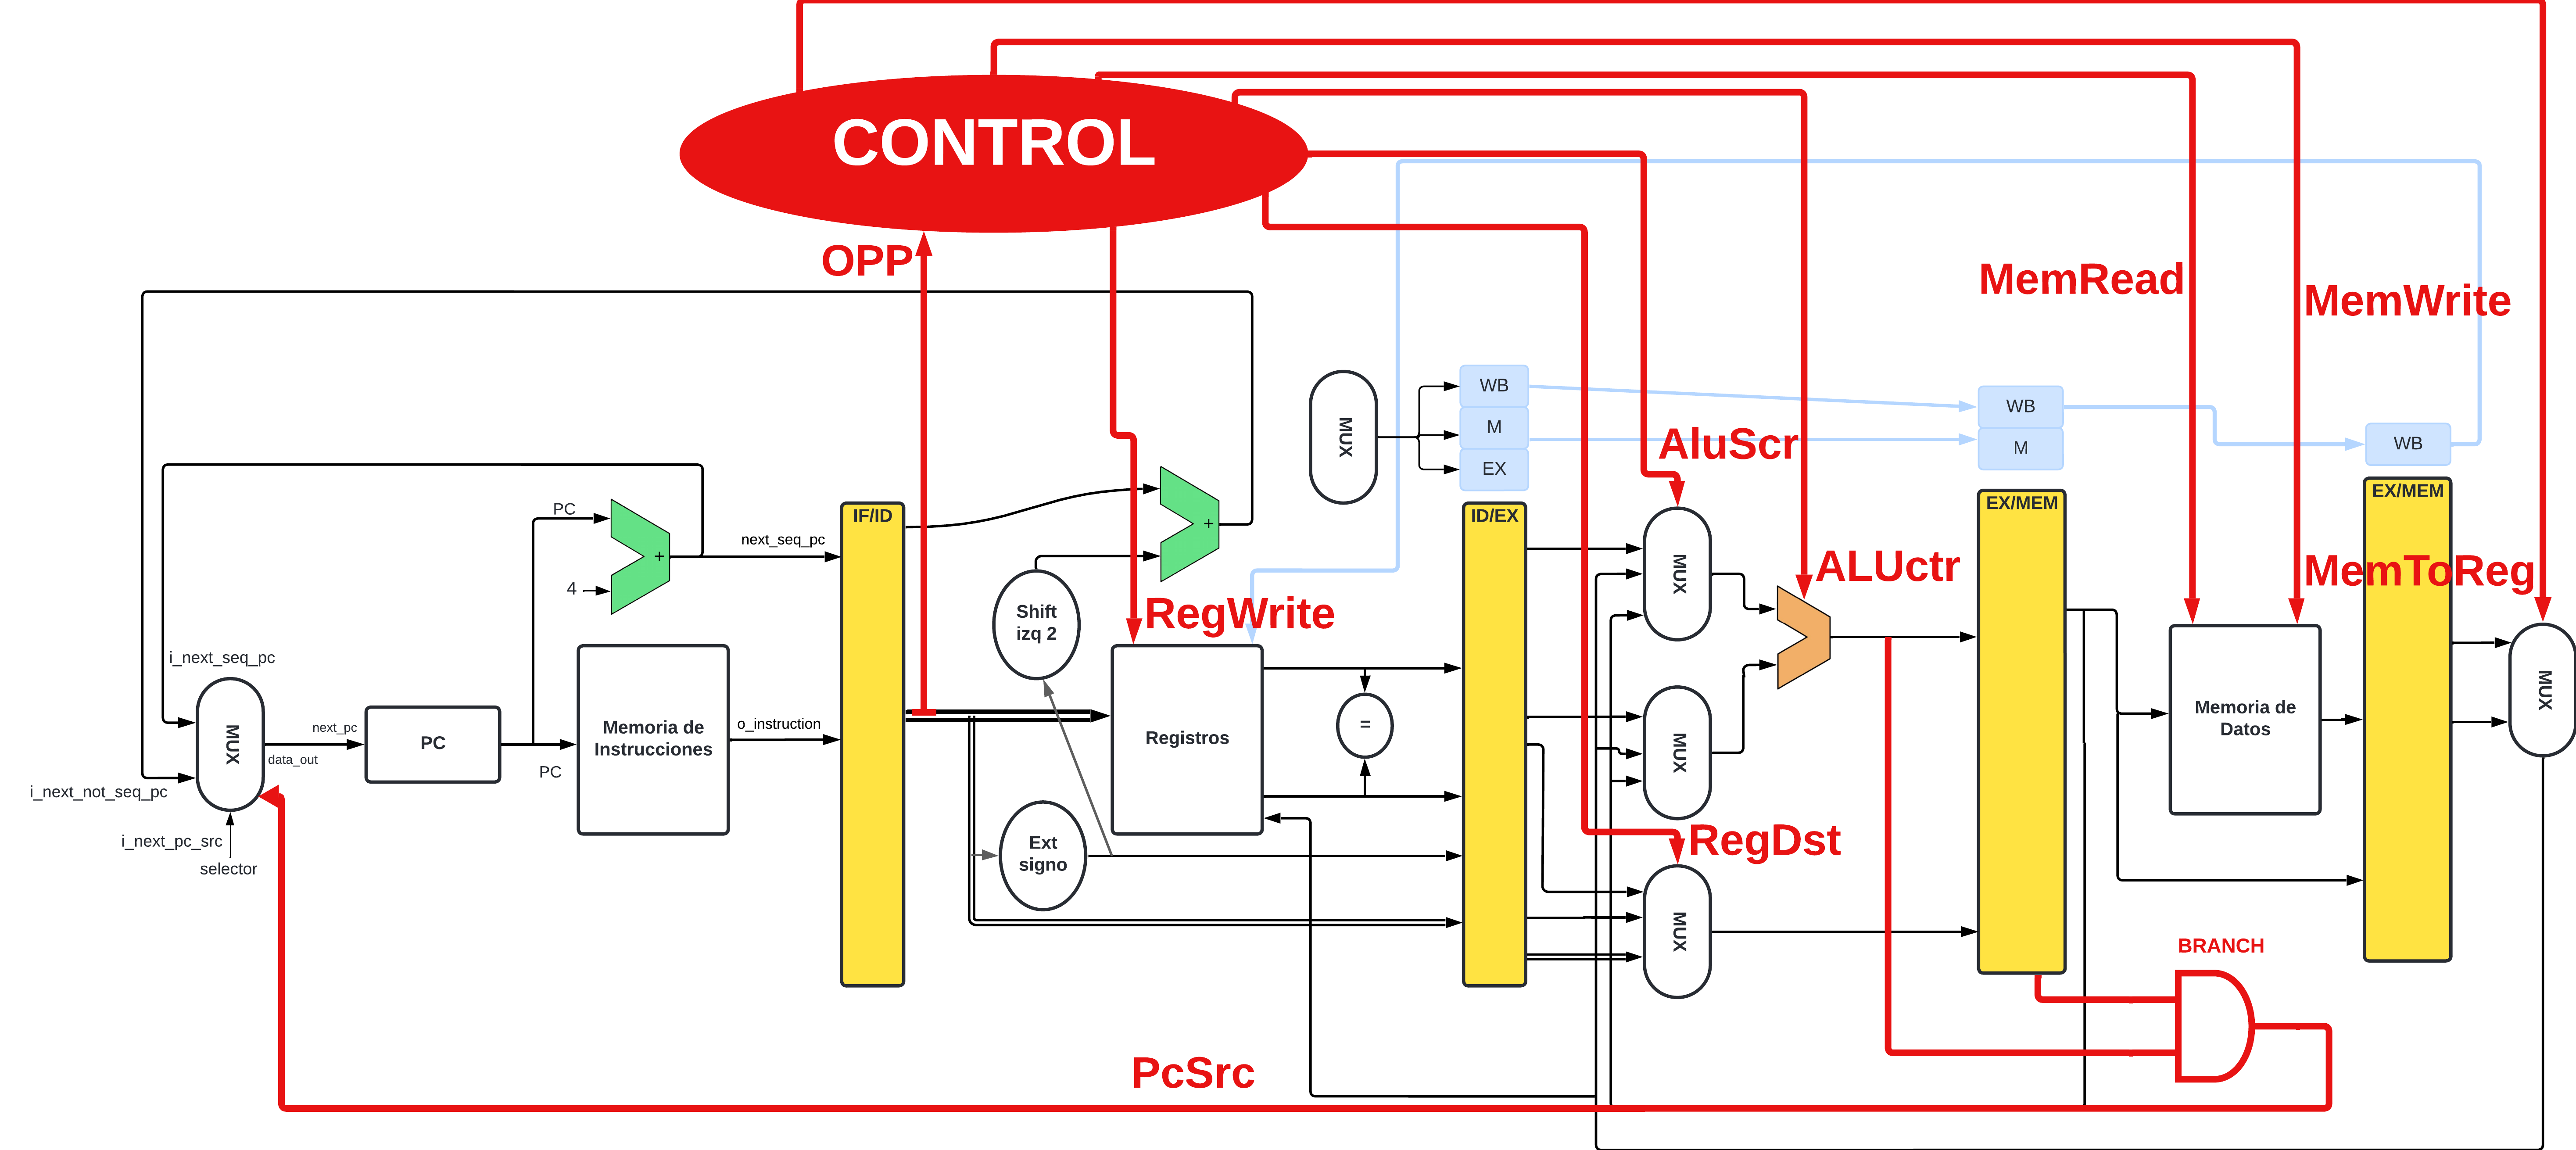 CONTROL
OPP
MemRead
MemWrite
MUX
WB
M
EX
WB
M
WB
AluScr
PC
+
4
next_seq_pc
IF/ID
+
Shift
izq 2
RegWrite
ID/EX
MUX
ALUctr
EX/MEM
EX/MEM
MemToReg
i_next_seq_pc
MUX
next_pc
data_out
PC
PC
Memoria de
Instrucciones
o_instruction
Registros
=
MUX
Memoria de
Datos
MUX
i_next_not_seq_pc
i_next_pc_src
selector
Ext
signo
RegDst
MUX
BRANCH
PcSrc